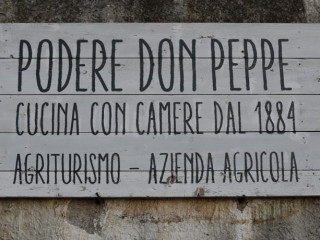 PODERE DON PEPPE
CUCINA CON CAMERE DAL 1884
AGRITURISMO - AZIENDA AGRICOLA